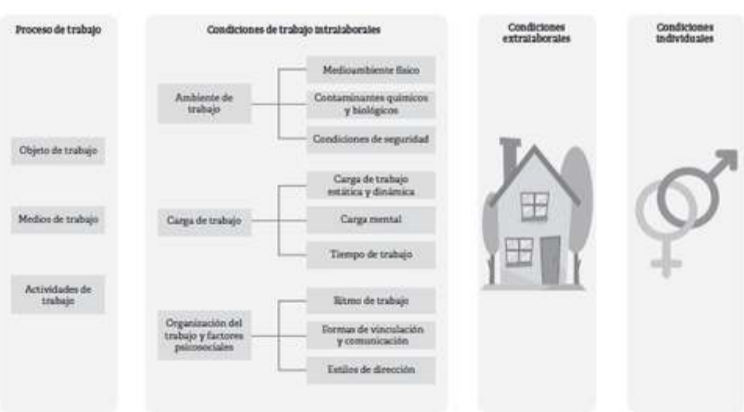 Proceso de trabajo
Objeto de trabajo
Medios de trabajo
Actividades de
trabajo
Condiciones de trabajo intralaborales
Ambiente de
trabajo
Medioambiente físico
Contaminantes químicos
y biológicos
Condiciones de seguridad
Carga de trabajo
Carga de trabajo
estática y dinámica
Carga mental
Tiempo de trabajo
Organización del
trabajo y factores
psicosociales
Ritmo de trabajo
Formas de vinculación
y comunicación
Estilos de dirección
Condiciones
extralaborales
Condiciones
individuales